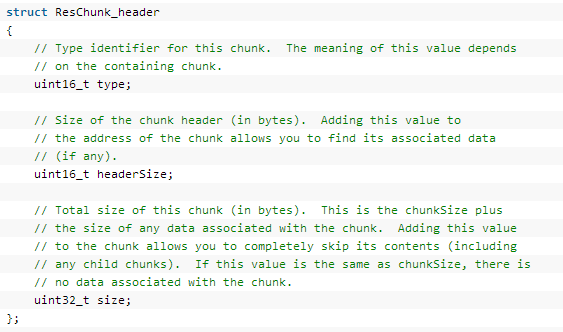 struct ResChunk_header
{
// Type identifier for this chunk.  The meaning of this value depends
// on the containing chunk.
uint16_t type;
// Size of the chunk header (in bytes).  Adding this value to
// the address of the chunk allows you to find its associated data
// (if any).
uint16_t headerSize;
// Total size of this chunk (in bytes).  This is the chunkSize plus
// the size of any data associated with the chunk.  Adding this value
// to the chunk allows you to completely skip its contents (including
// any child chunks).  If this value is the same as chunkSize, there is
// no data associated with the chunk.
uint32_t size;
};